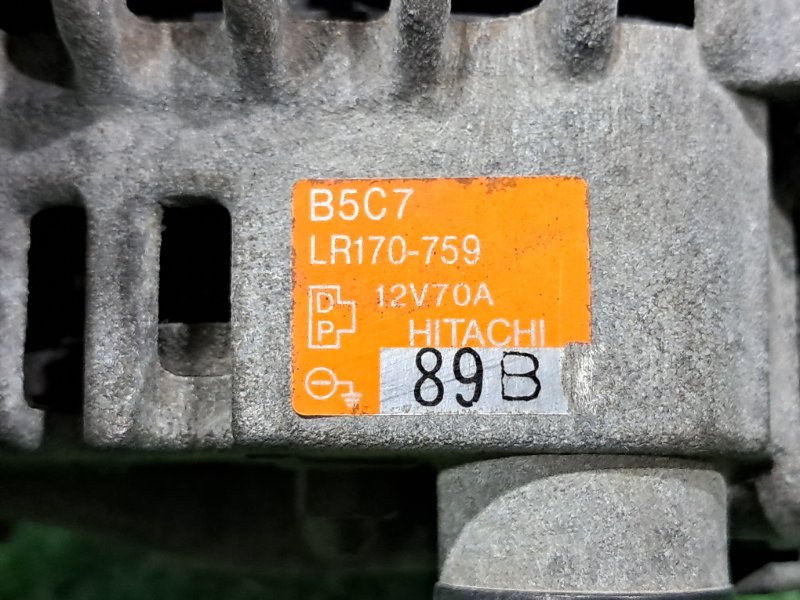 B5C7
LR170-759
D 12V70A
P HITACHI
89B